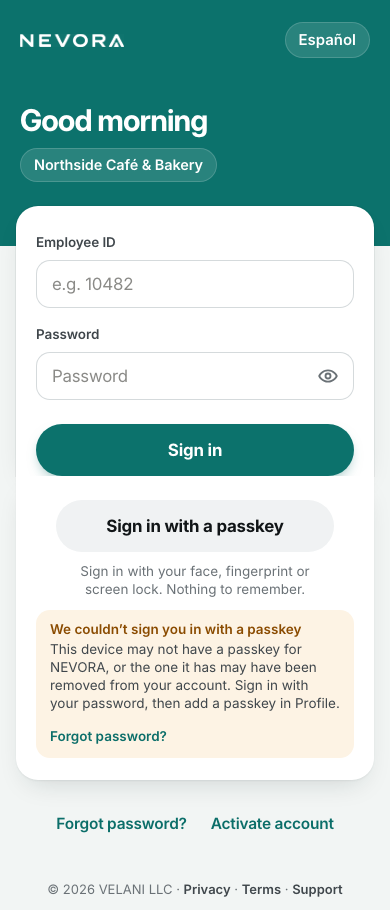 NEVORA
Español
Good morning
Northside Café & Bakery
Employee ID
e.g. 10482
Password
Password
Sign in
Sign in with a passkey
Sign in with your face, fingerprint or
screen lock. Nothing to remember.
We couldn’t sign you in with a passkey
This device may not have a passkey for
NEVORA, or the one it has may have been
removed from your account. Sign in with
your password, then add a passkey in Profile.
Forgot password?
Forgot password? Activate account
© 2026 VELANI LLC · Privacy · Terms · Support